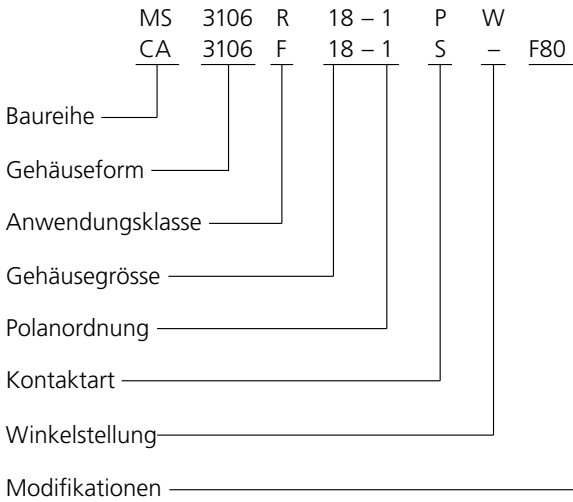 MS 3106 R 18 – 1 P W
CA 3106 F 18 – 1 S – F80
Baureihe
Gehäuseform
Anwendungsklasse
Gehäusegrösse
Polanordnung
Kontaktart
Winkelstellung
Modifikationen